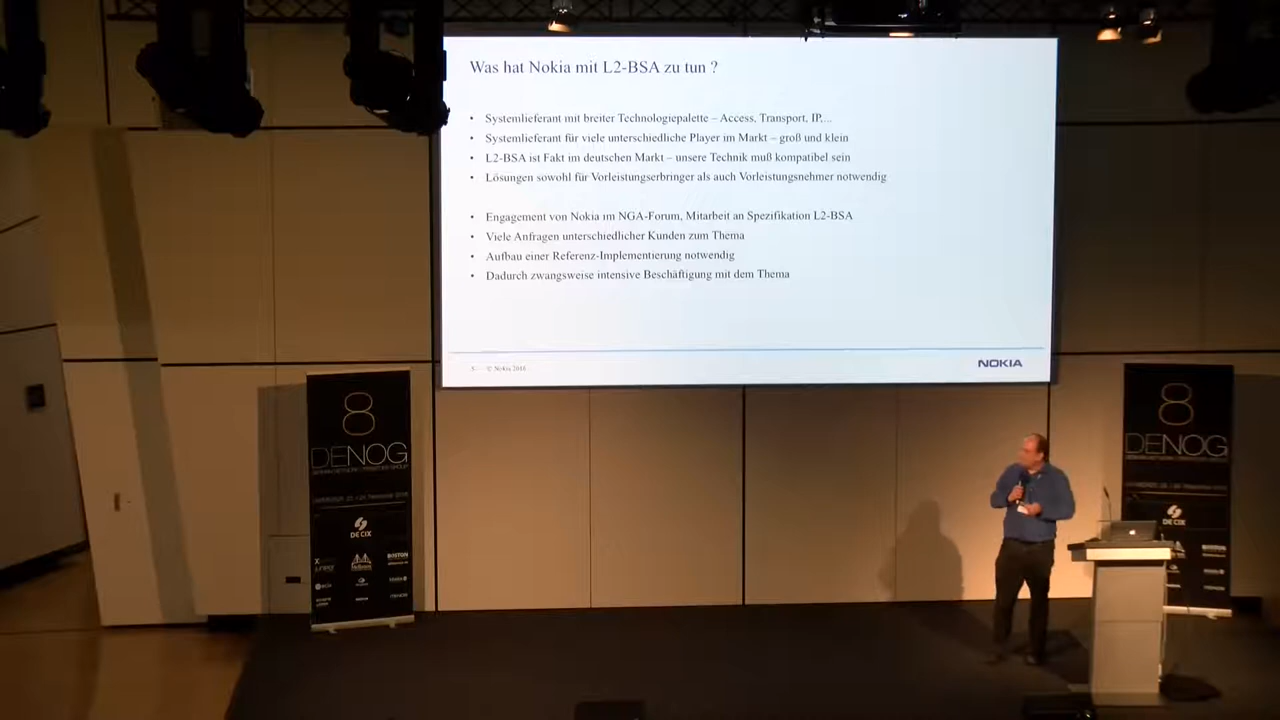 Was hat Nokia mit L2-BSA zu tun ?
• Systemlieferant mit breiter Technologiepalette – Access, Transport, IP,...
• Systemlieferant für viele unterschiedliche Player im Markt – groß und klein
• L2-BSA ist Fakt im deutschen Markt – unsere Technik muß kompatibel sein
• Lösungen sowohl für Vorleistungserbringer als auch Vorleistungsnehmer notwendig
• Engagement von Nokia im NGA-Forum, Mitarbeit an Spezifikation L2-BSA
• Viele Anfragen unterschiedlicher Kunden zum Thema
• Aufbau einer Referenz-Implementierung notwendig
• Dadurch zwangsweise intensive Beschäftigung mit dem Thema
© Nokia 2016
NOKIA
8
DENOG
DE CIX
BOSTON
8
DENOG
DE CIX
BOSTON